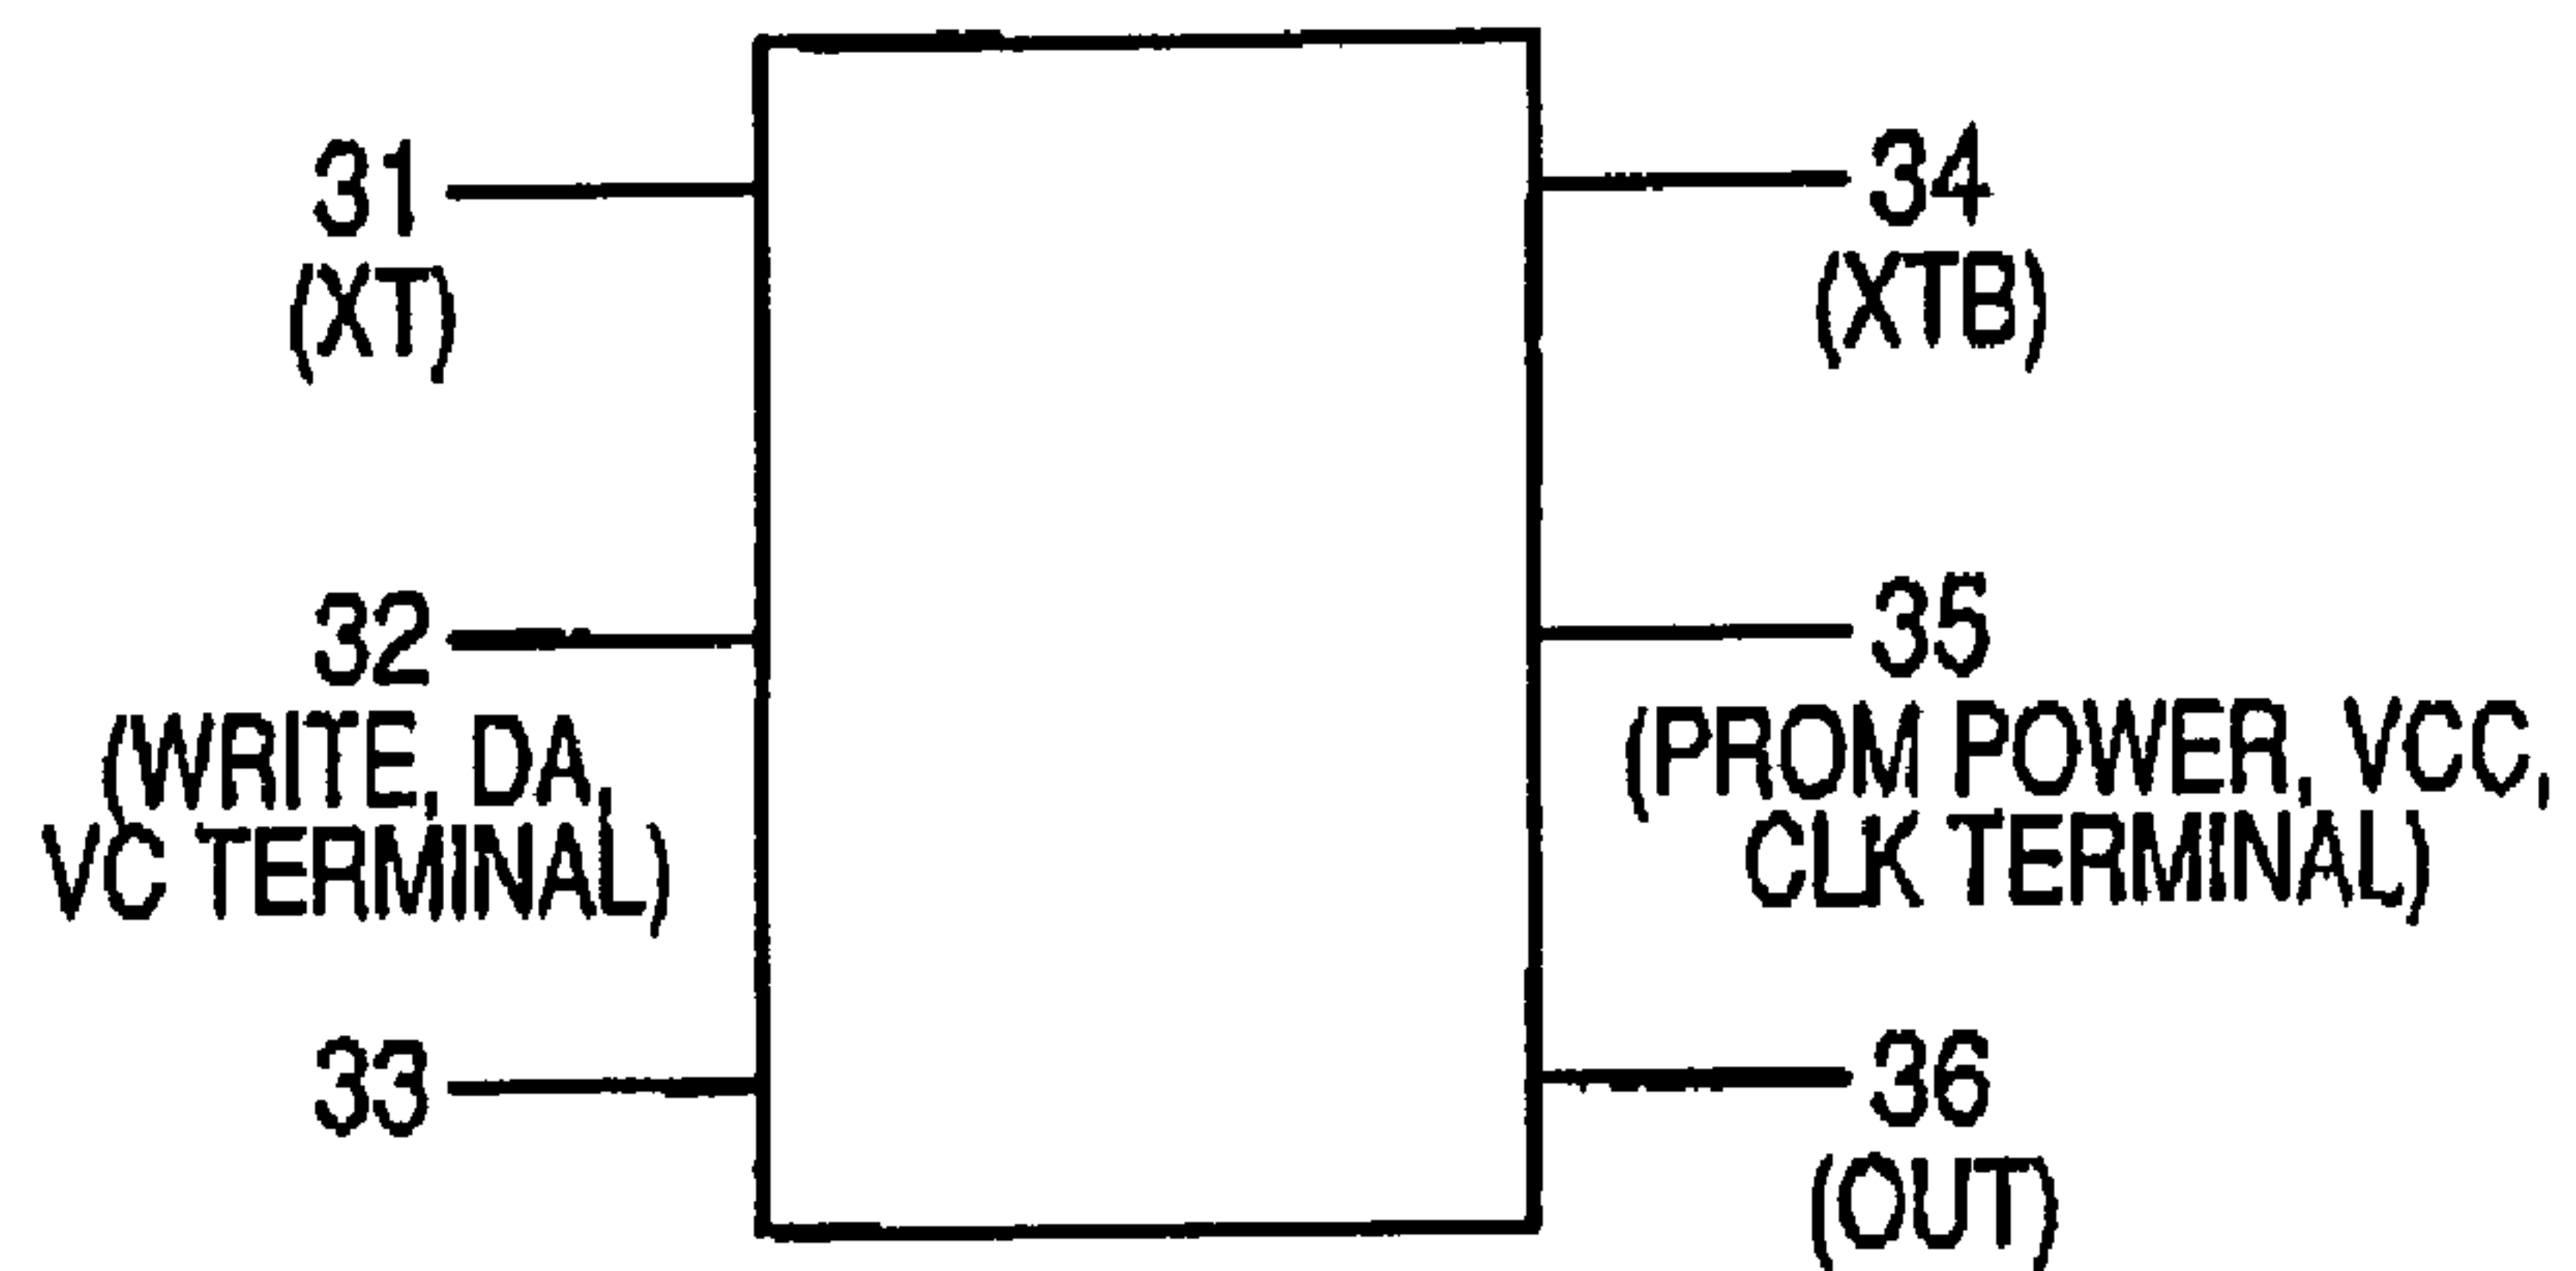 31
(XT)
32
(WRITE, DA,
VC TERMINAL)
33
34
(XTB)
35
(PROM POWER, VCC,
CLK TERMINAL)
36
(OUT)